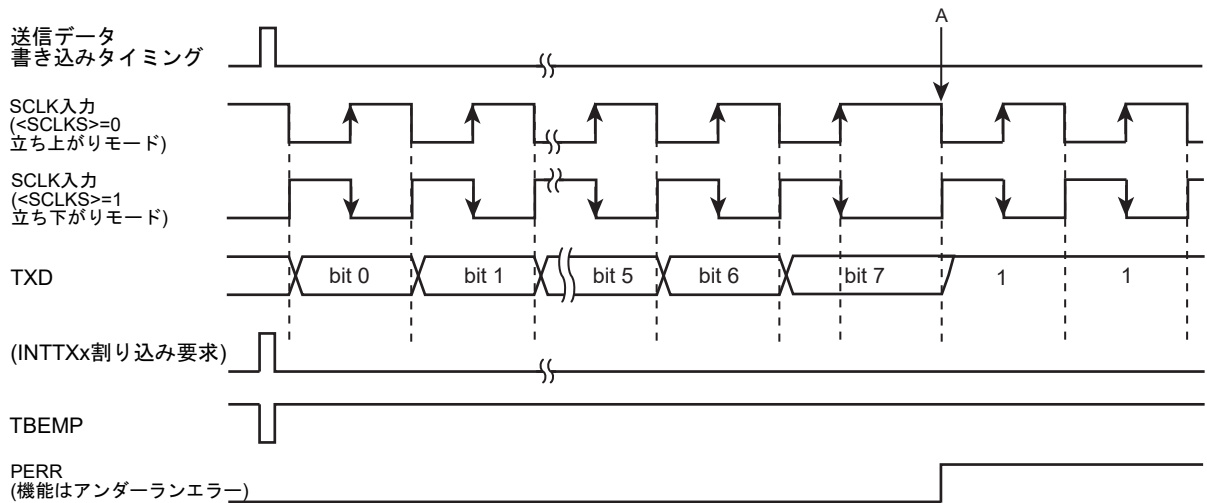 A
送信データ
書き込みタイミング
SCLK入力
(<SCLKS>=0
立ち上がりモード)
SCLK入力
(<SCLKS>=1
立ち下がりモード)
TXD
bit 0
bit 1
bit 5
bit 6
bit 7
1
1
(INTTXx割り込み要求)
TBEMP
PERR
(機能はアンダーランエラー)